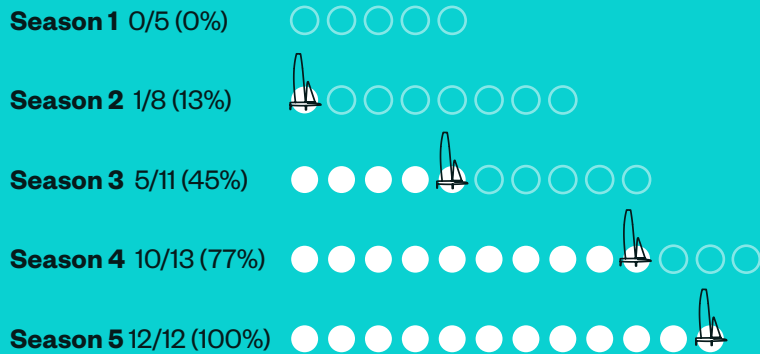 Season 1 0/5 (0%)
Season 2 1/8 (13%)
Season 3 5/11 (45%)
Season 4 10/13 (77%)
Season 5 12/12 (100%)